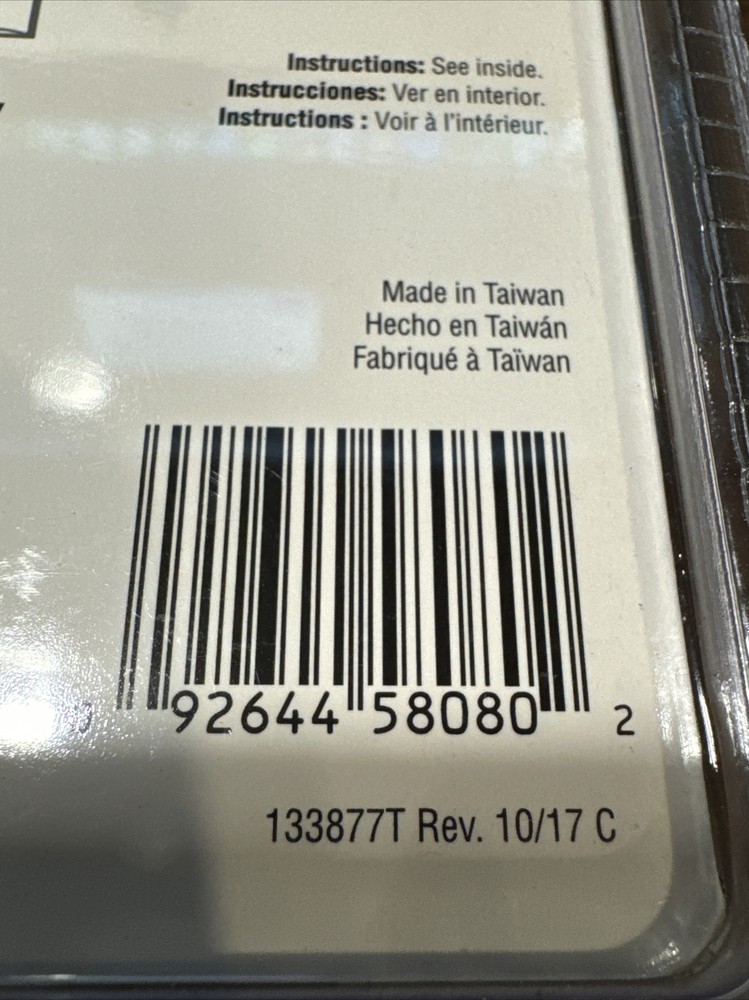 Instructions: See inside.
Instrucciones: Ver en interior.
Instructions : Voir à l'intérieur.
Made in Taiwan
Hecho en Taiwán
Fabriqué à Taïwan
0 92644 58080 2
133877T Rev. 10/17 C